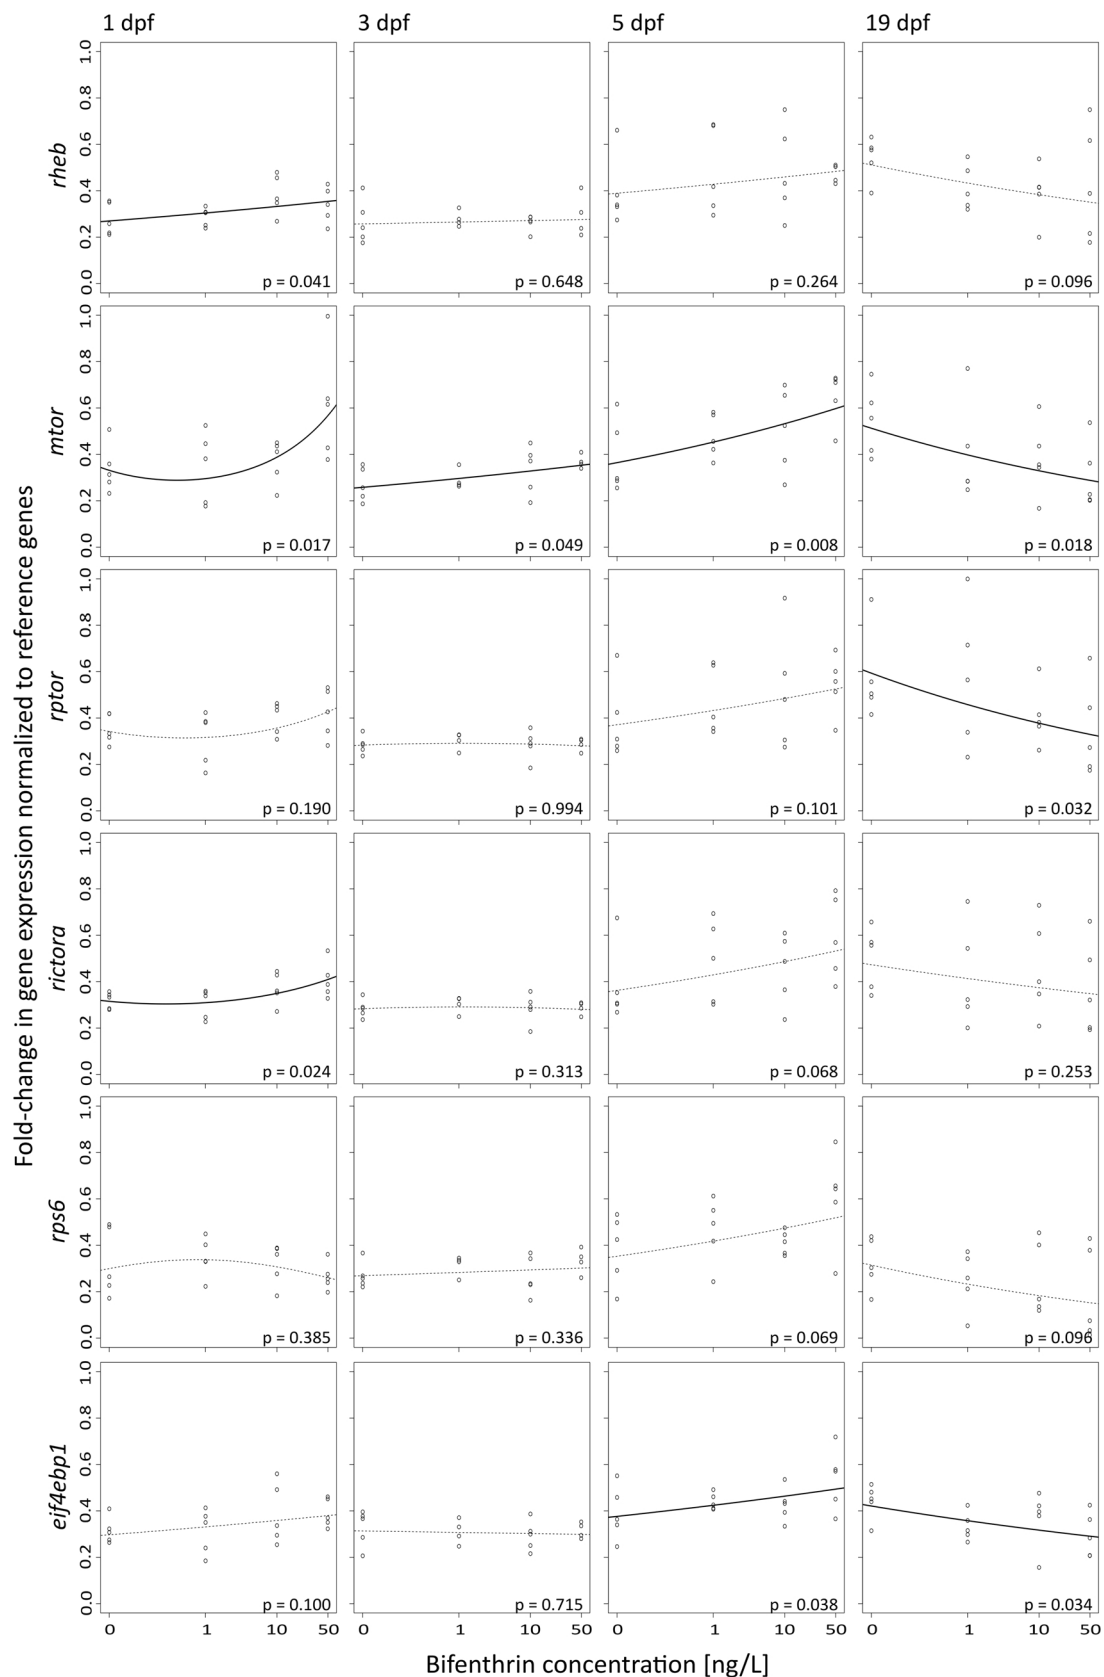 1 dpf 3 dpf 5 dpf 19 dpf
Fold-change in gene expression normalized to reference genes
rheb
0.0 0.2 0.4 0.6 0.8 1.0
p = 0.041 p = 0.648 p = 0.264 p = 0.096
mtor
0.0 0.2 0.4 0.6 0.8 1.0
p = 0.017 p = 0.049 p = 0.008 p = 0.018
rptor
0.0 0.2 0.4 0.6 0.8 1.0
p = 0.190 p = 0.994 p = 0.101 p = 0.032
rictora
0.0 0.2 0.4 0.6 0.8 1.0
p = 0.024 p = 0.313 p = 0.068 p = 0.253
rps6
0.0 0.2 0.4 0.6 0.8 1.0
p = 0.385 p = 0.336 p = 0.069 p = 0.096
eif4ebp1
0.0 0.2 0.4 0.6 0.8 1.0
p = 0.100 p = 0.715 p = 0.038 p = 0.034
0 1 10 50 0 1 10 50 0 1 10 50 0 1 10 50
Bifenthrin concentration [ng/L]